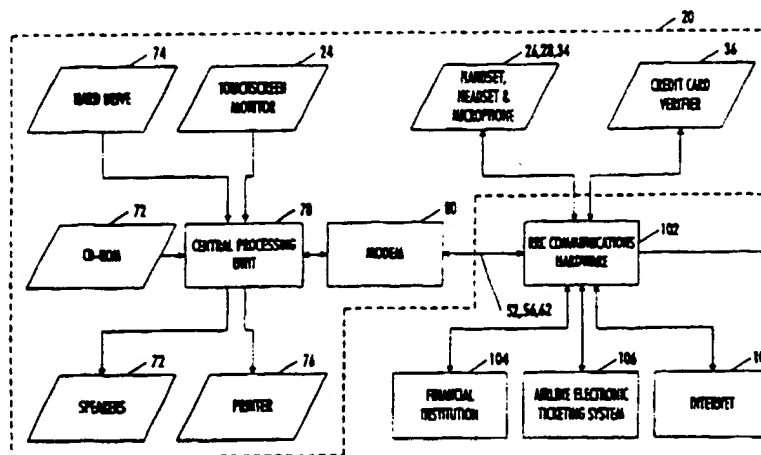 20
74
24
26,28,34
36
HARD DRIVE
TOUCHSCREEN
MONITOR
HANDSET,
HEADSET &
MICROPHONE
CREDIT CARD
VERIFIER
72
70
80
102
CD-ROM
CENTRAL PROCESSING
UNIT
MODEM
COMMUNICATIONS
HARDWARE
52,56,62
72
76
104
106
SPEAKERS
PRINTER
FINANCIAL
INSTITUTION
AIRLINE ELECTRONIC
TICKETING SYSTEM
INTERNET